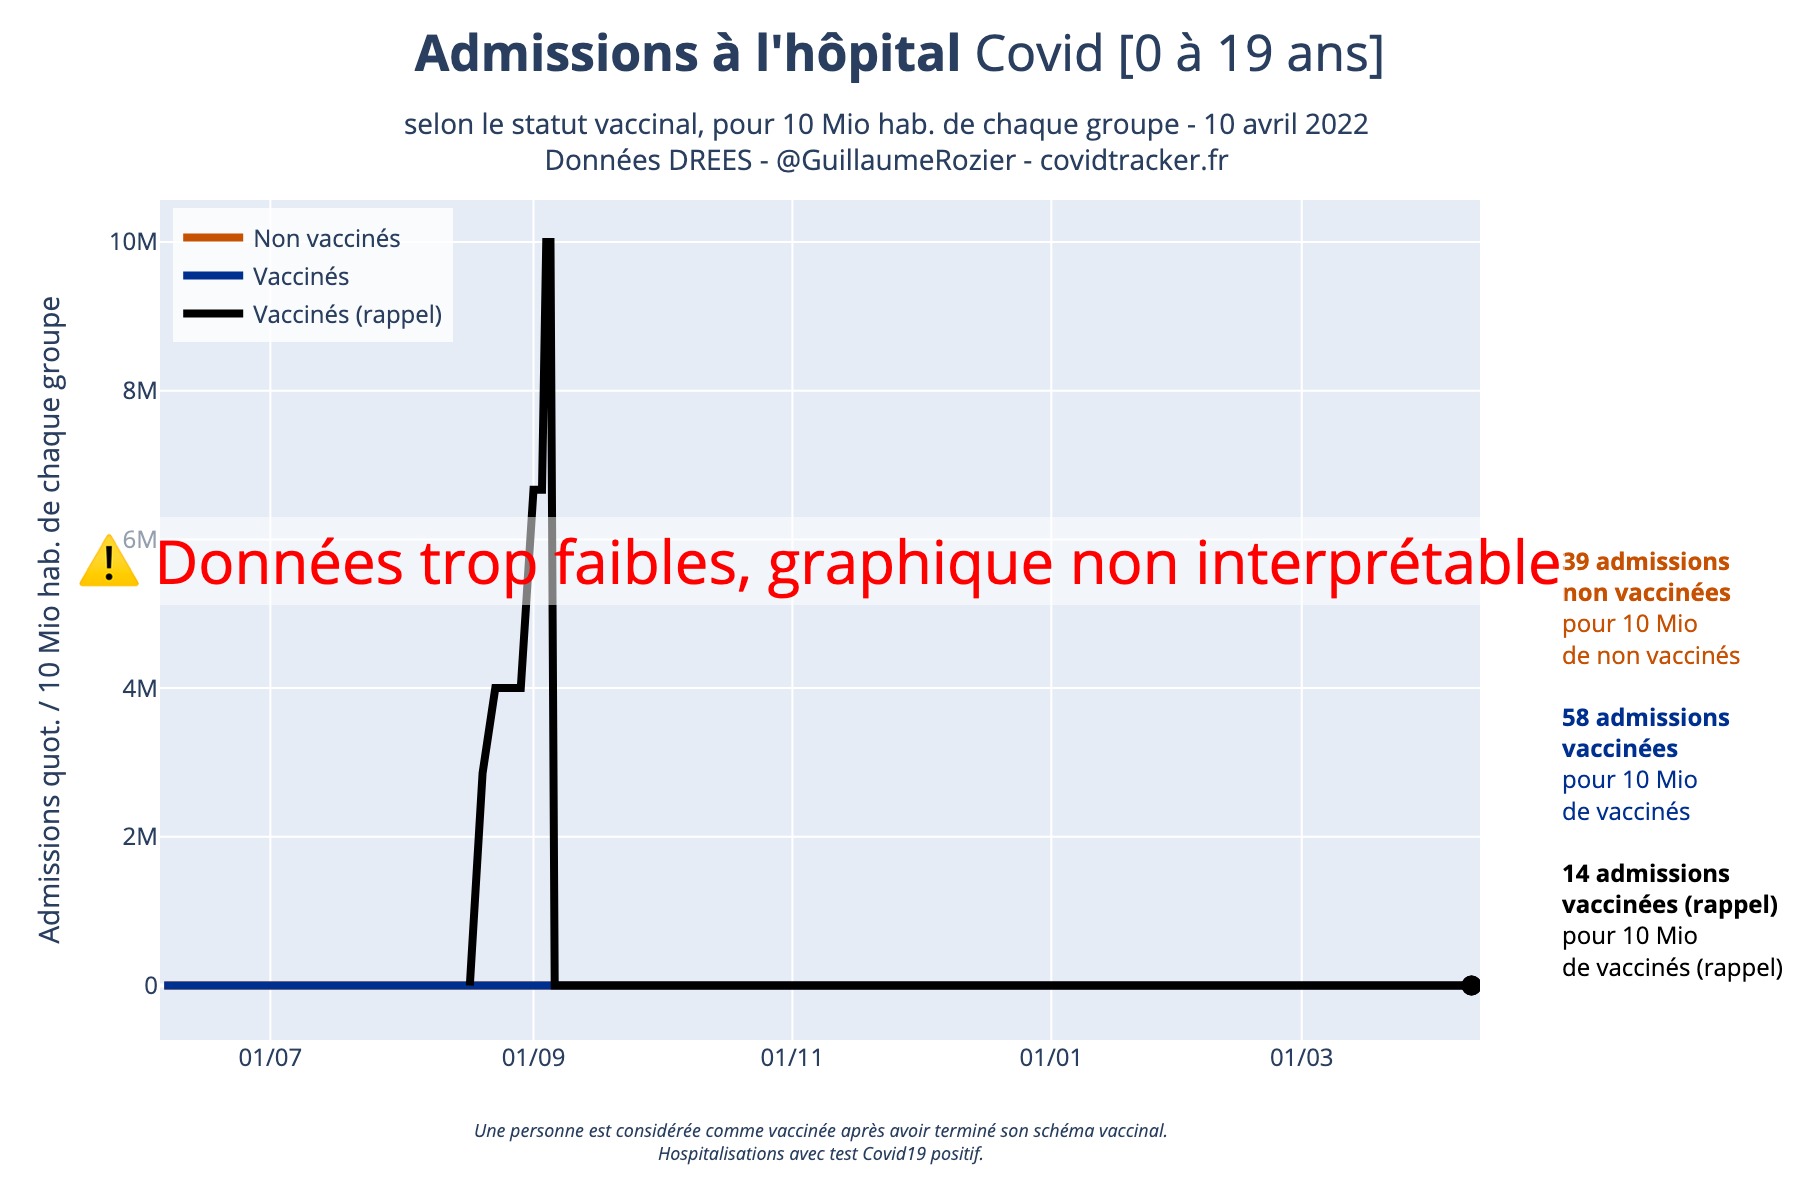 Admissions à l'hôpital Covid [0 à 19 ans]
selon le statut vaccinal, pour 10 Mio hab. de chaque groupe - 10 avril 2022
Données DREES - @GuillaumeRozier - covidtracker.fr
Admissions quot. / 10 Mio hab. de chaque groupe
Non vaccinés
Vaccinés
Vaccinés (rappel)
10M
8M
6M
4M
2M
0
⚠️Données trop faibles, graphique non interprétable
39 admissions
non vaccinées
pour 10 Mio
de non vaccinés
58 admissions
vaccinées
pour 10 Mio
de vaccinés
14 admissions
vaccinées (rappel)
pour 10 Mio
de vaccinés (rappel)
01/07
01/09
01/11
01/01
01/03
Une personne est considérée comme vaccinée après avoir terminé son schéma vaccinal.
Hospitalisations avec test Covid19 positif.